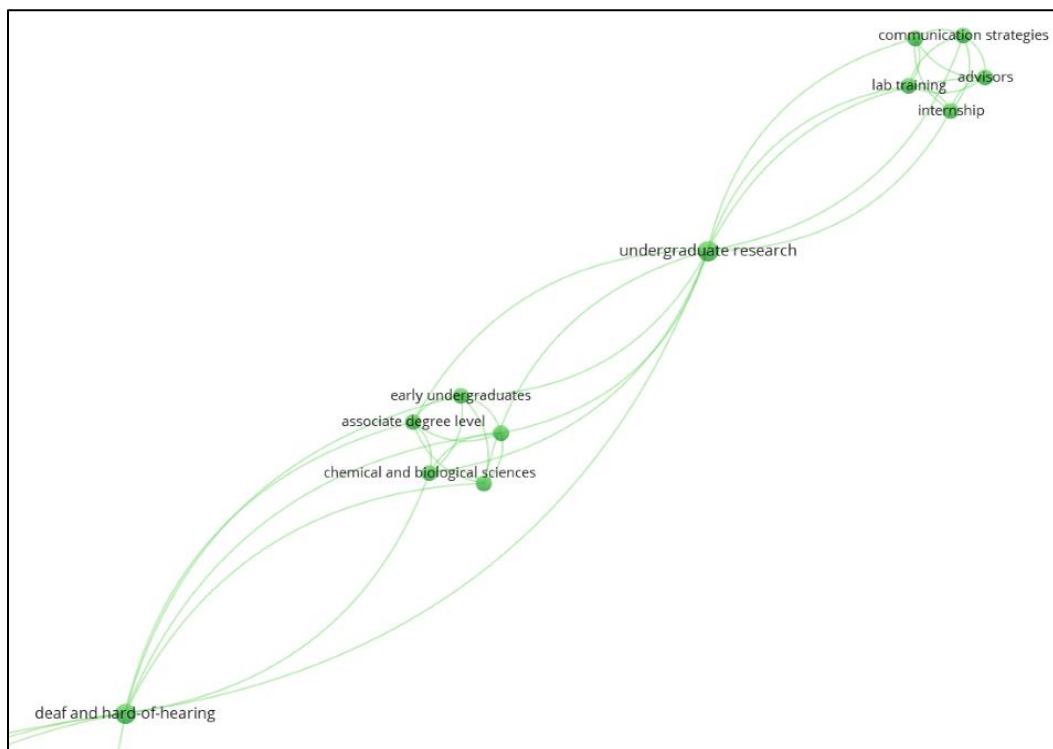 communication strategies
lab training
advisors
internship
undergraduate research
early undergraduates
associate degree level
chemical and biological sciences
deaf and hard-of-hearing